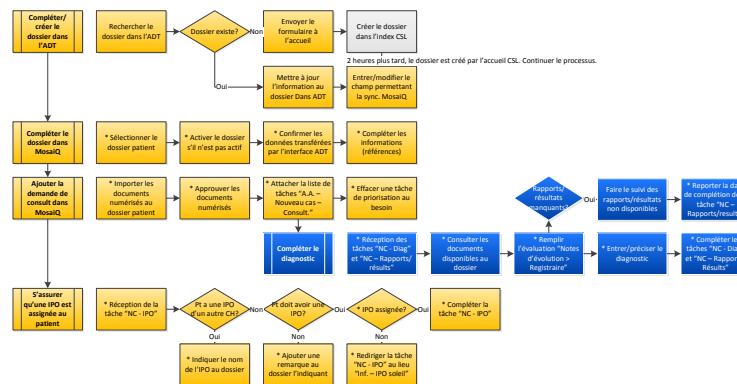 Compléter/
créer le
dossier dans
l'ADT
Rechercher le
dossier dans l'ADT
Dossier existe?
Non
Envoyer le
formulaire à
l'accueil
Créer le dossier
dans l'index CSL
2 heures plus tard, le dossier est créé par l'accueil CSL. Continuer le processus.
Oui
Mettre à jour
l'information au
dossier Dans ADT
Entrer/modifier le
champ permettant
la sync. MosaiQ
Compléter le
dossier dans
MosaiQ
* Sélectionner le
dossier patient
* Activer le dossier
s'il n'est pas actif
* Confirmer les
données transférées
par l'interface ADT
* Compléter les
informations
(références)
Ajouter la
demande de
consult dans
MosaiQ
* Importer les
documents
numérisés au
dossier patient
* Approuver les
documents
numérisés
* Attacher la liste de
tâches "A.A. –
Nouveau cas –
Consult."
* Effacer une tâche
de priorisation au
besoin
Rapports/
résultats
manquants?
Oui
Faire le suivi des
rapports/résultats
non disponibles
* Reporter la da
de complétion de
tâche "NC –
Rapports/result
Compléter le
diagnostic
* Réception des
tâches "NC - Diag"
et "NC – Rapports/
résults"
* Consulter les
documents
disponibles au
dossier
* Remplir
l'évaluation "Notes
d'évolution >
Registraire"
* Entrer/préciser le
diagnostic
* Compléter le
tâches "NC - Dia
et "NC – Rapport
Résults"
S'assurer
qu'une IPO est
assignée au
patient
* Réception de la
tâche "NC - IPO"
Pt a une IPO
d'un autre CH?
Non
Pt doit avoir une
IPO?
Oui
* IPO assignée?
Oui
* Compléter la
tâche "NC - IPO"
Oui
Non
Non
* Indiquer le nom
de l'IPO au dossier
* Ajouter une
remarque au
dossier l'indiquant
* Rediriger la tâche
"NC - IPO" au lieu
"Inf. – IPO soleil"